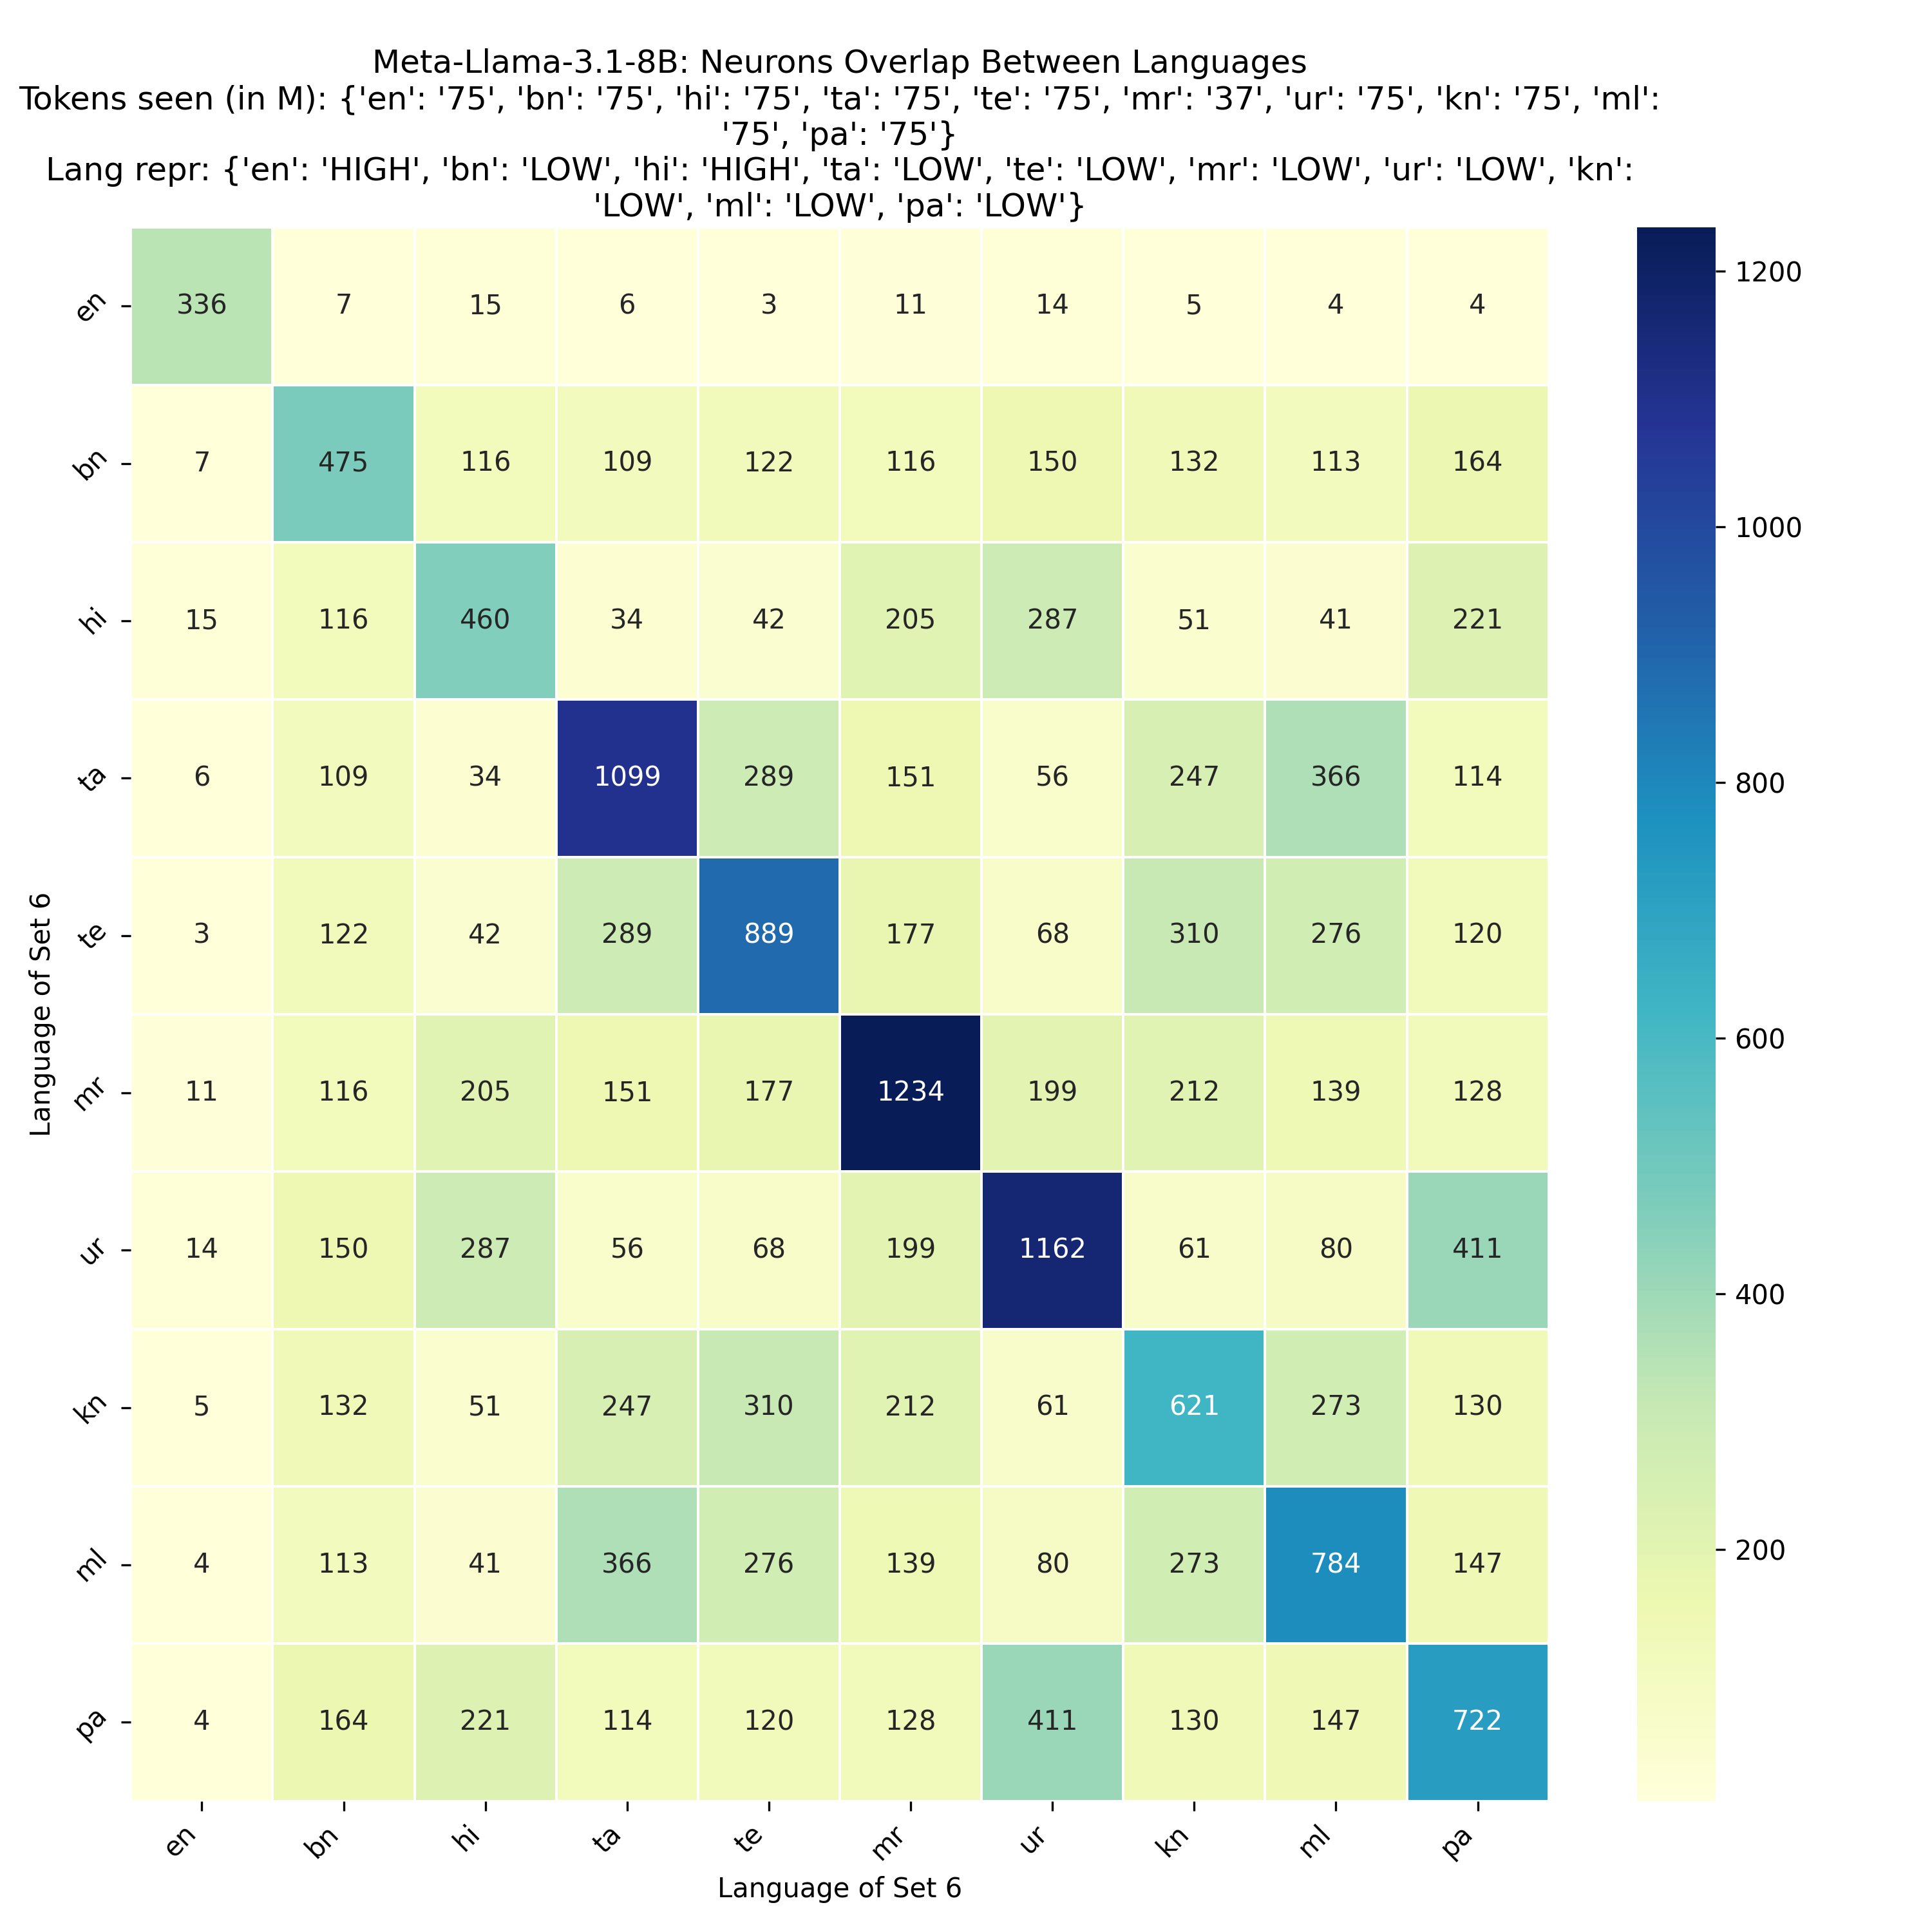 Meta-Llama-3.1-8B: Neurons Overlap Between Languages
Tokens seen (in M): {'en': '75', 'bn': '75', 'hi': '75', 'ta': '75', 'te': '75', 'mr': '37', 'ur': '75', 'kn': '75', 'ml':
'75', 'pa': '75'}
Lang repr: {'en': 'HIGH', 'bn': 'LOW', 'hi': 'HIGH', 'ta': 'LOW', 'te': 'LOW', 'mr': 'LOW', 'ur': 'LOW', 'kn':
'LOW', 'ml': 'LOW', 'pa': 'LOW'}
en 336 7 15 6 3 11 14 5 4 4
bn 7 475 116 109 122 116 150 132 113 164
hi 15 116 460 34 42 205 287 51 41 221
ta 6 109 34 1099 289 151 56 247 366 114
te 3 122 42 289 889 177 68 310 276 120
mr 11 116 205 151 177 1234 199 212 139 128
ur 14 150 287 56 68 199 1162 61 80 411
kn 5 132 51 247 310 212 61 621 273 130
ml 4 113 41 366 276 139 80 273 784 147
pa 4 164 221 114 120 128 411 130 147 722
en bn hi ta te mr ur kn ml pa
Language of Set 6
Language of Set 6
1200
1000
800
600
400
200